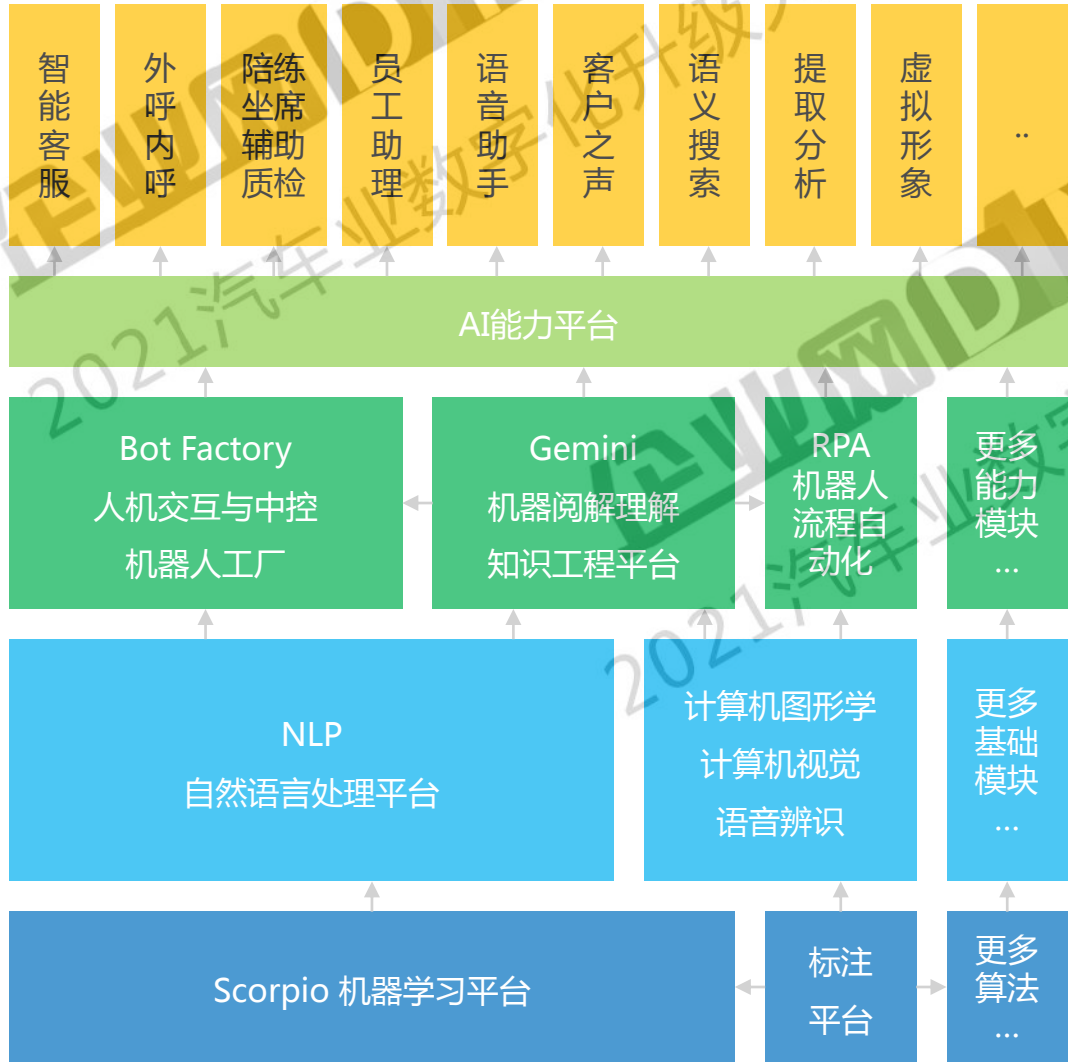 智能客服
外呼内呼
陪练
坐席
辅助
质检
员工助理
语音助手
客户之声
语义搜索
提取分析
虚拟形象
..
AI能力平台
Bot Factory
人机交互与中控
机器人工厂
Gemini
机器阅解理解
知识工程平台
RPA
机器人
流程自
动化
更多
能力
模块
...
NLP
自然语言处理平台
计算机图形学
计算机视觉
语音辨识
更多
基础
模块
...
Scorpio 机器学习平台
标注
平台
更多
算法
...
企业网D
2021汽车业数字化升级
企业网D
2021汽车业数字